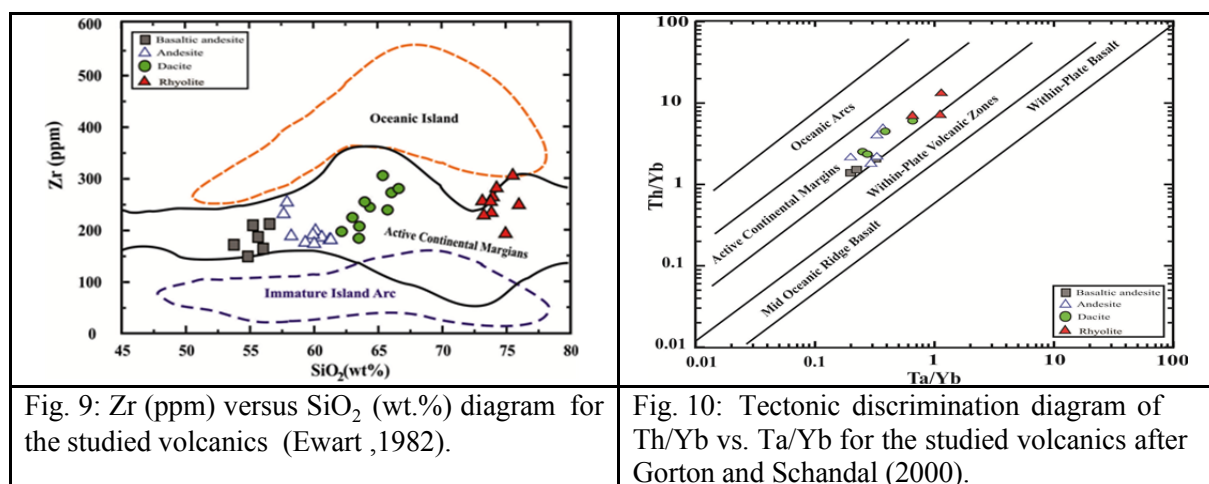 600
500
400
300
200
100
0
Zr (ppm)
Basaltic andesite
Andesite
Dacite
Rhyolite
Oceanic Island
Active Continental Margians
Immature Island Arc
45 50 55 60 65 70 75 80
SiO2(wt%)
Fig. 9: Zr (ppm) versus SiO2 (wt.%) diagram for
the studied volcanics (Ewart ,1982).
100
10
1
0.1
0.01
Th/Yb
Oceanic Arcs
Active Continental Margins
Within-Plate Volcanic Zones
Within-Plate Basalt
Mid Oceanic Ridge Basalt
Basaltic andesite
Andesite
Dacite
Rhyolite
0.01 0.1 1 10 100
Ta/Yb
Fig. 10: Tectonic discrimination diagram of
Th/Yb vs. Ta/Yb for the studied volcanics after
Gorton and Schandal (2000).